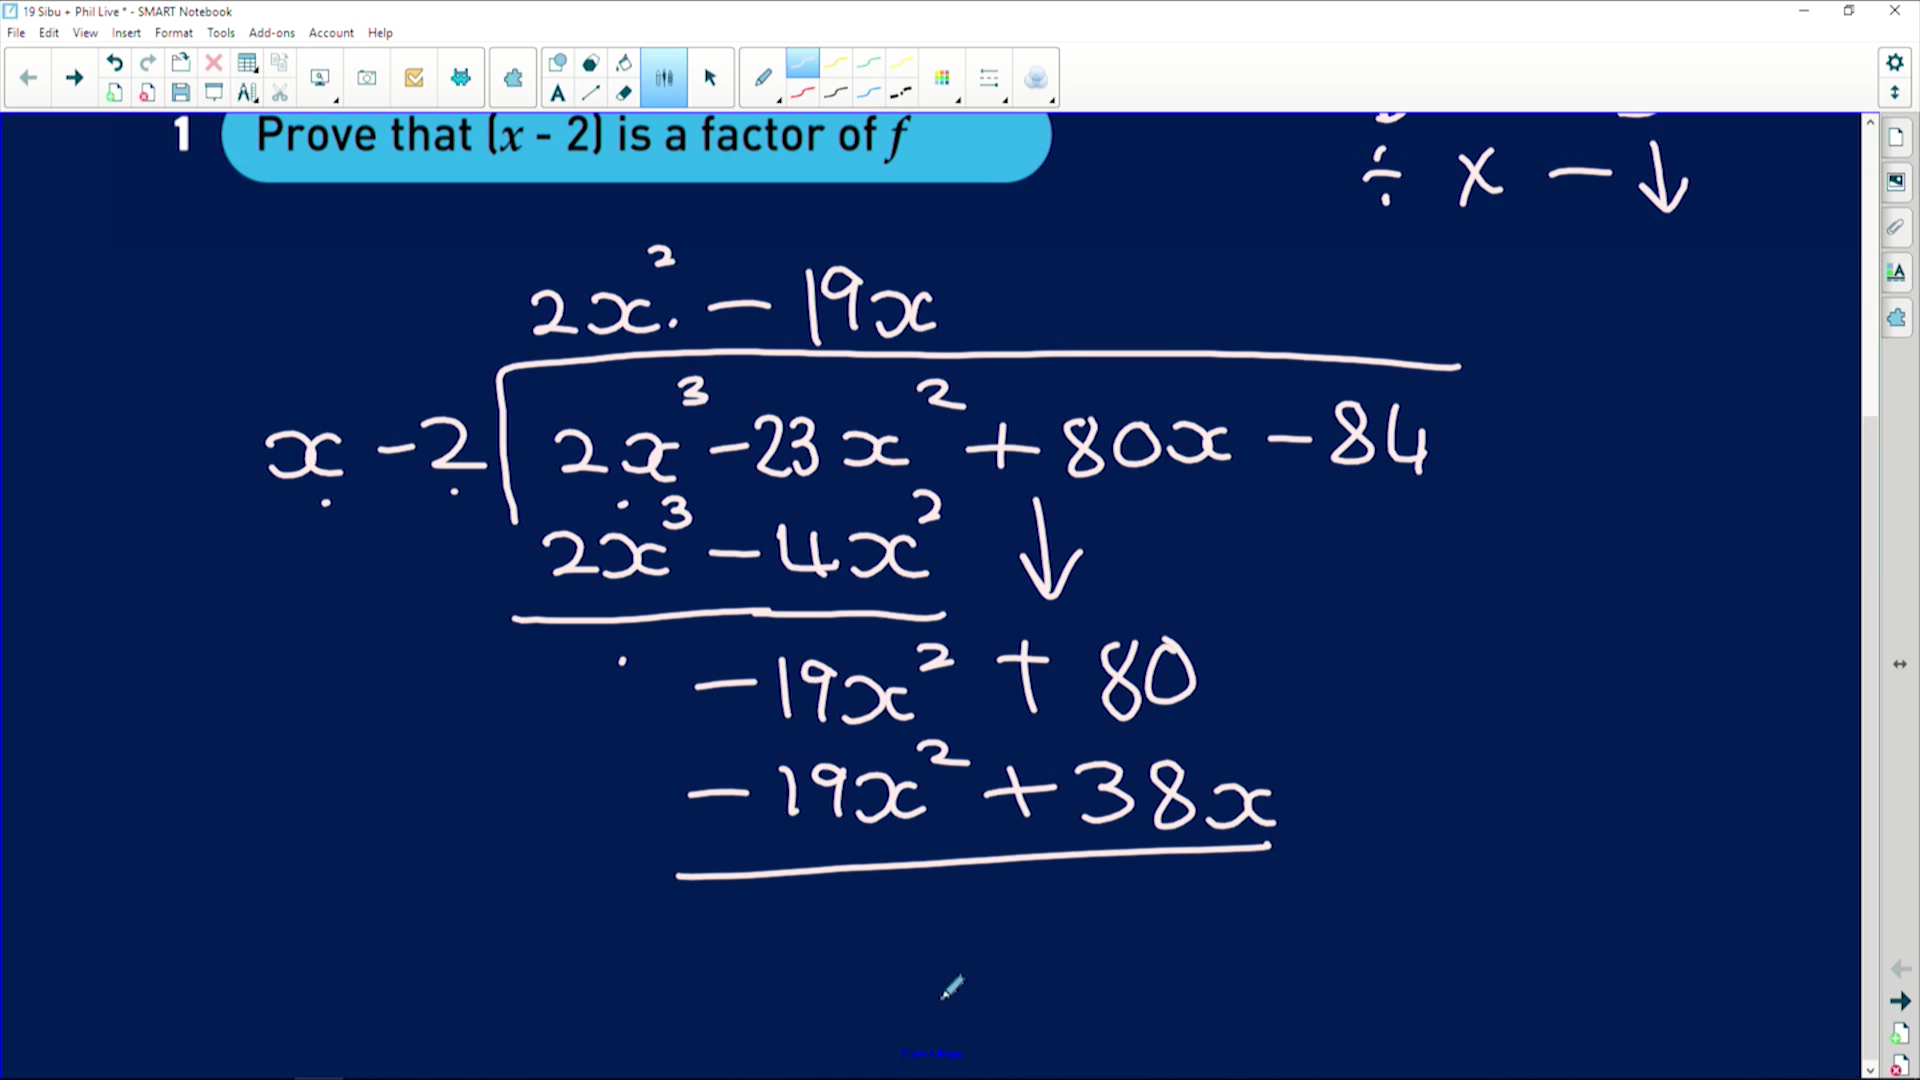 19 Sibu + Phil Live * - SMART Notebook
File Edit View Insert Format Tools Add-ons Account Help
1 Prove that (x - 2) is a factor of f
÷ x − ↓
2x² − 19x
x − 2 2x³ − 23x² + 80x − 84
2x³ − 4x² ↓
− 19x² + 80
− 19x² + 38x